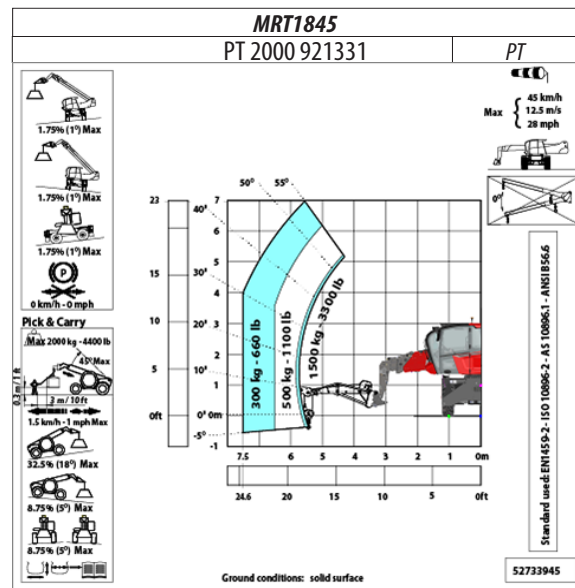 MRT1845
PT 2000 921331
PT
1.75% (1°) Max
1.75% (1°) Max
1.75% (1°) Max
P
0 km/h - 0 mph
Pick & Carry
Max 2000 kg - 4400 lb
45° Max
0.3 m / 1 ft
3 m / 10 ft
1.5 km/h - 1 mph Max
32.5% (18°) Max
8.75% (5°) Max
8.75% (5°) Max
23
15
10
5
0ft
7
6
5
4
3
2
1
0m
-1
55°
50°
40°
30°
20°
10°
0°
-5°
300 kg - 660 lb
500 kg - 1100 lb
1500 kg - 3300 lb
7.5
6
5
4
3
2
1
0m
24.6
20
15
10
5
0ft
Ground conditions: solid surface
Max
45 km/h
12.5 m/s
28 mph
0°
Standard used: EN1459-2 - ISO 10896-2 - AS 10896.1 - ANSI B56.6
52733945